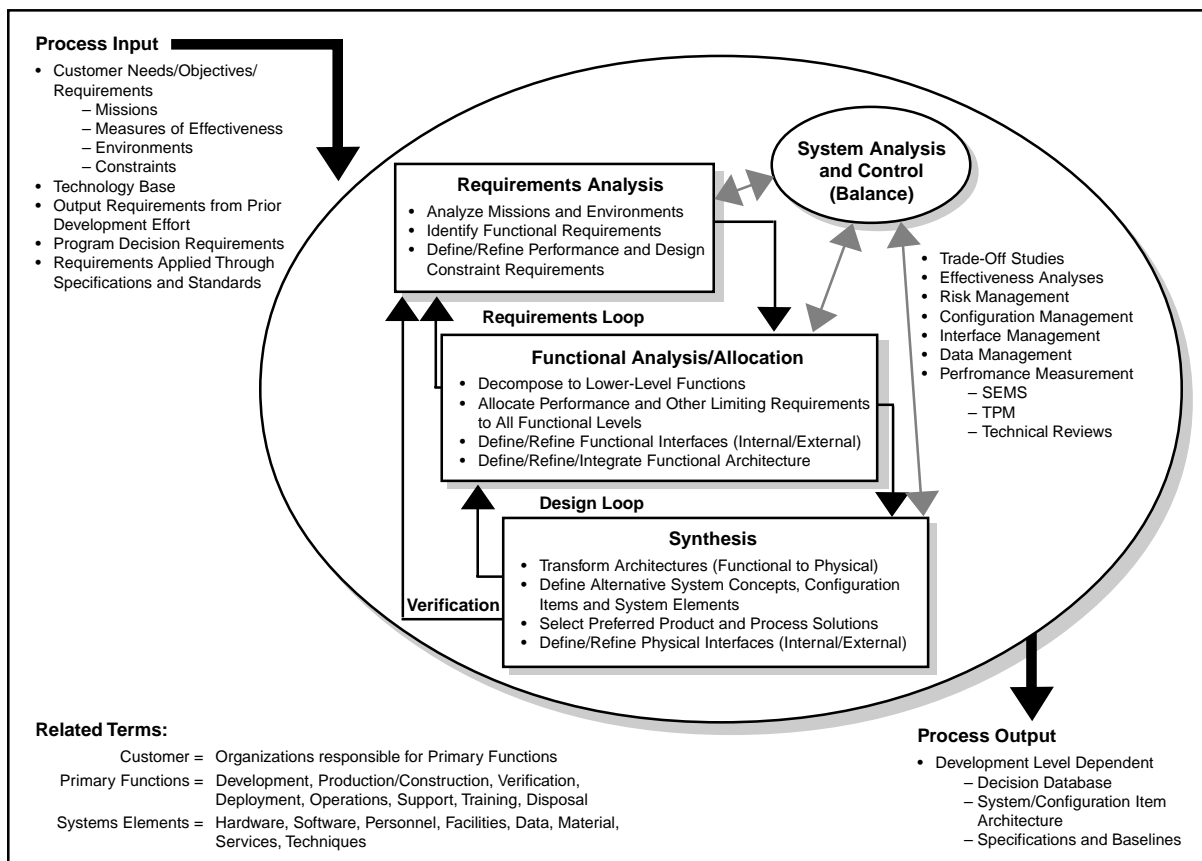 Process Input
• Customer Needs/Objectives/
Requirements
– Missions
– Measures of Effectiveness
– Environments
– Constraints
• Technology Base
• Output Requirements from Prior
Development Effort
• Program Decision Requirements
• Requirements Applied Through
Specifications and Standards
System Analysis
and Control
(Balance)
Requirements Analysis
• Analyze Missions and Environments
• Identify Functional Requirements
• Define/Refine Performance and Design
Constraint Requirements
• Trade-Off Studies
• Effectiveness Analyses
• Risk Management
• Configuration Management
• Interface Management
• Data Management
• Perfromance Measurement
– SEMS
– TPM
– Technical Reviews
Requirements Loop
Functional Analysis/Allocation
• Decompose to Lower-Level Functions
• Allocate Performance and Other Limiting Requirements
to All Functional Levels
• Define/Refine Functional Interfaces (Internal/External)
• Define/Refine/Integrate Functional Architecture
Design Loop
Synthesis
• Transform Architectures (Functional to Physical)
• Define Alternative System Concepts, Configuration
Items and System Elements
• Select Preferred Product and Process Solutions
• Define/Refine Physical Interfaces (Internal/External)
Verification
Related Terms:
Customer = Organizations responsible for Primary Functions
Primary Functions = Development, Production/Construction, Verification,
Deployment, Operations, Support, Training, Disposal
Systems Elements = Hardware, Software, Personnel, Facilities, Data, Material,
Services, Techniques
Process Output
• Development Level Dependent
– Decision Database
– System/Configuration Item
Architecture
– Specifications and Baselines